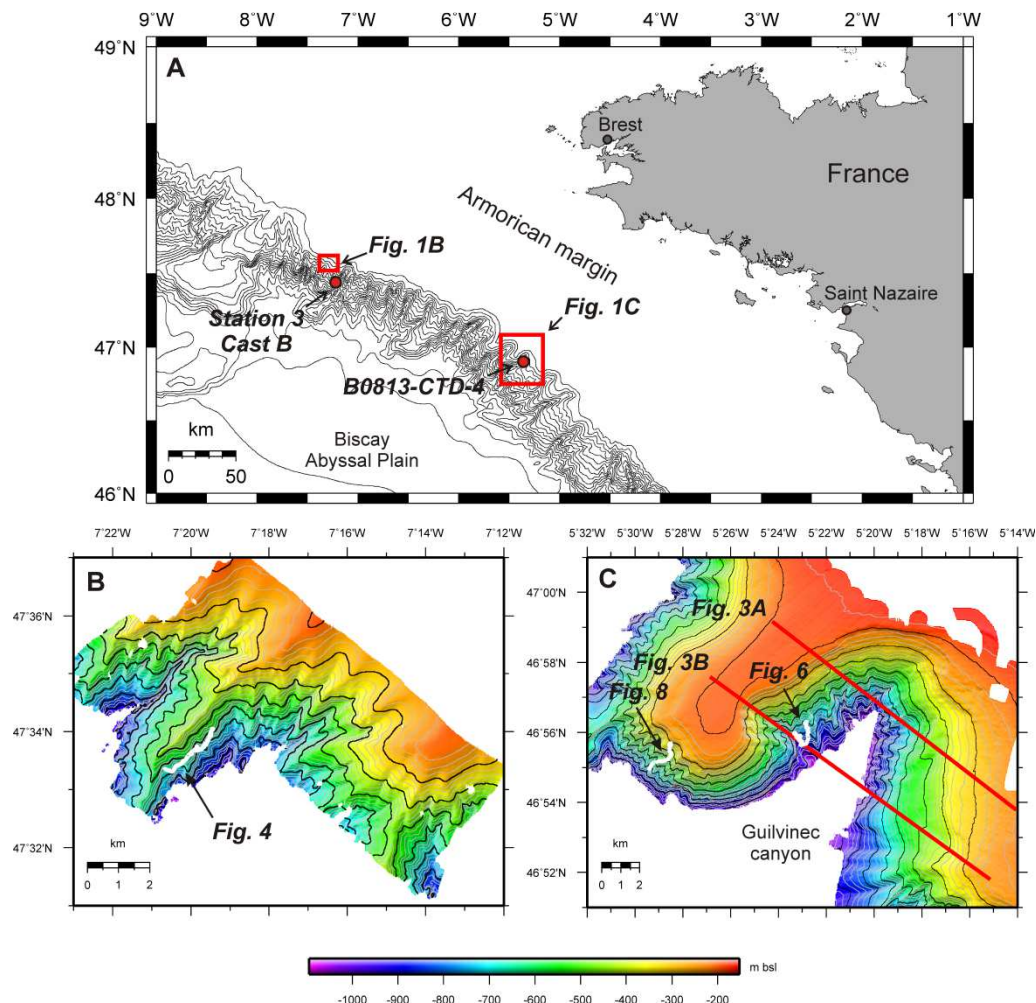 9˚W 8˚W 7˚W 6˚W 5˚W 4˚W 3˚W 2˚W 1˚W
49˚N
A
Brest
France
48˚N
Armorican margin
Fig. 1B
Saint Nazaire
Station 3
Cast B
Fig. 1C
47˚N
B0813-CTD-4
km
0 50
Biscay
Abyssal Plain
46˚N
7˚22'W 7˚20'W 7˚18'W 7˚16'W 7˚14'W 7˚12'W
B
47˚36'N
47˚34'N
47˚32'N
Fig. 4
km
0 1 2
5˚32'W 5˚30'W 5˚28'W 5˚26'W 5˚24'W 5˚22'W 5˚20'W 5˚16'W 5˚14'W
C
47˚00'N
Fig. 3A
46˚58'N
Fig. 3B
Fig. 6
Fig. 8
46˚56'N
46˚54'N
Guilvinec
canyon
km
0 1 2
46˚52'N
m bsl
-1000 -900 -800 -700 -600 -500 -400 -300 -200